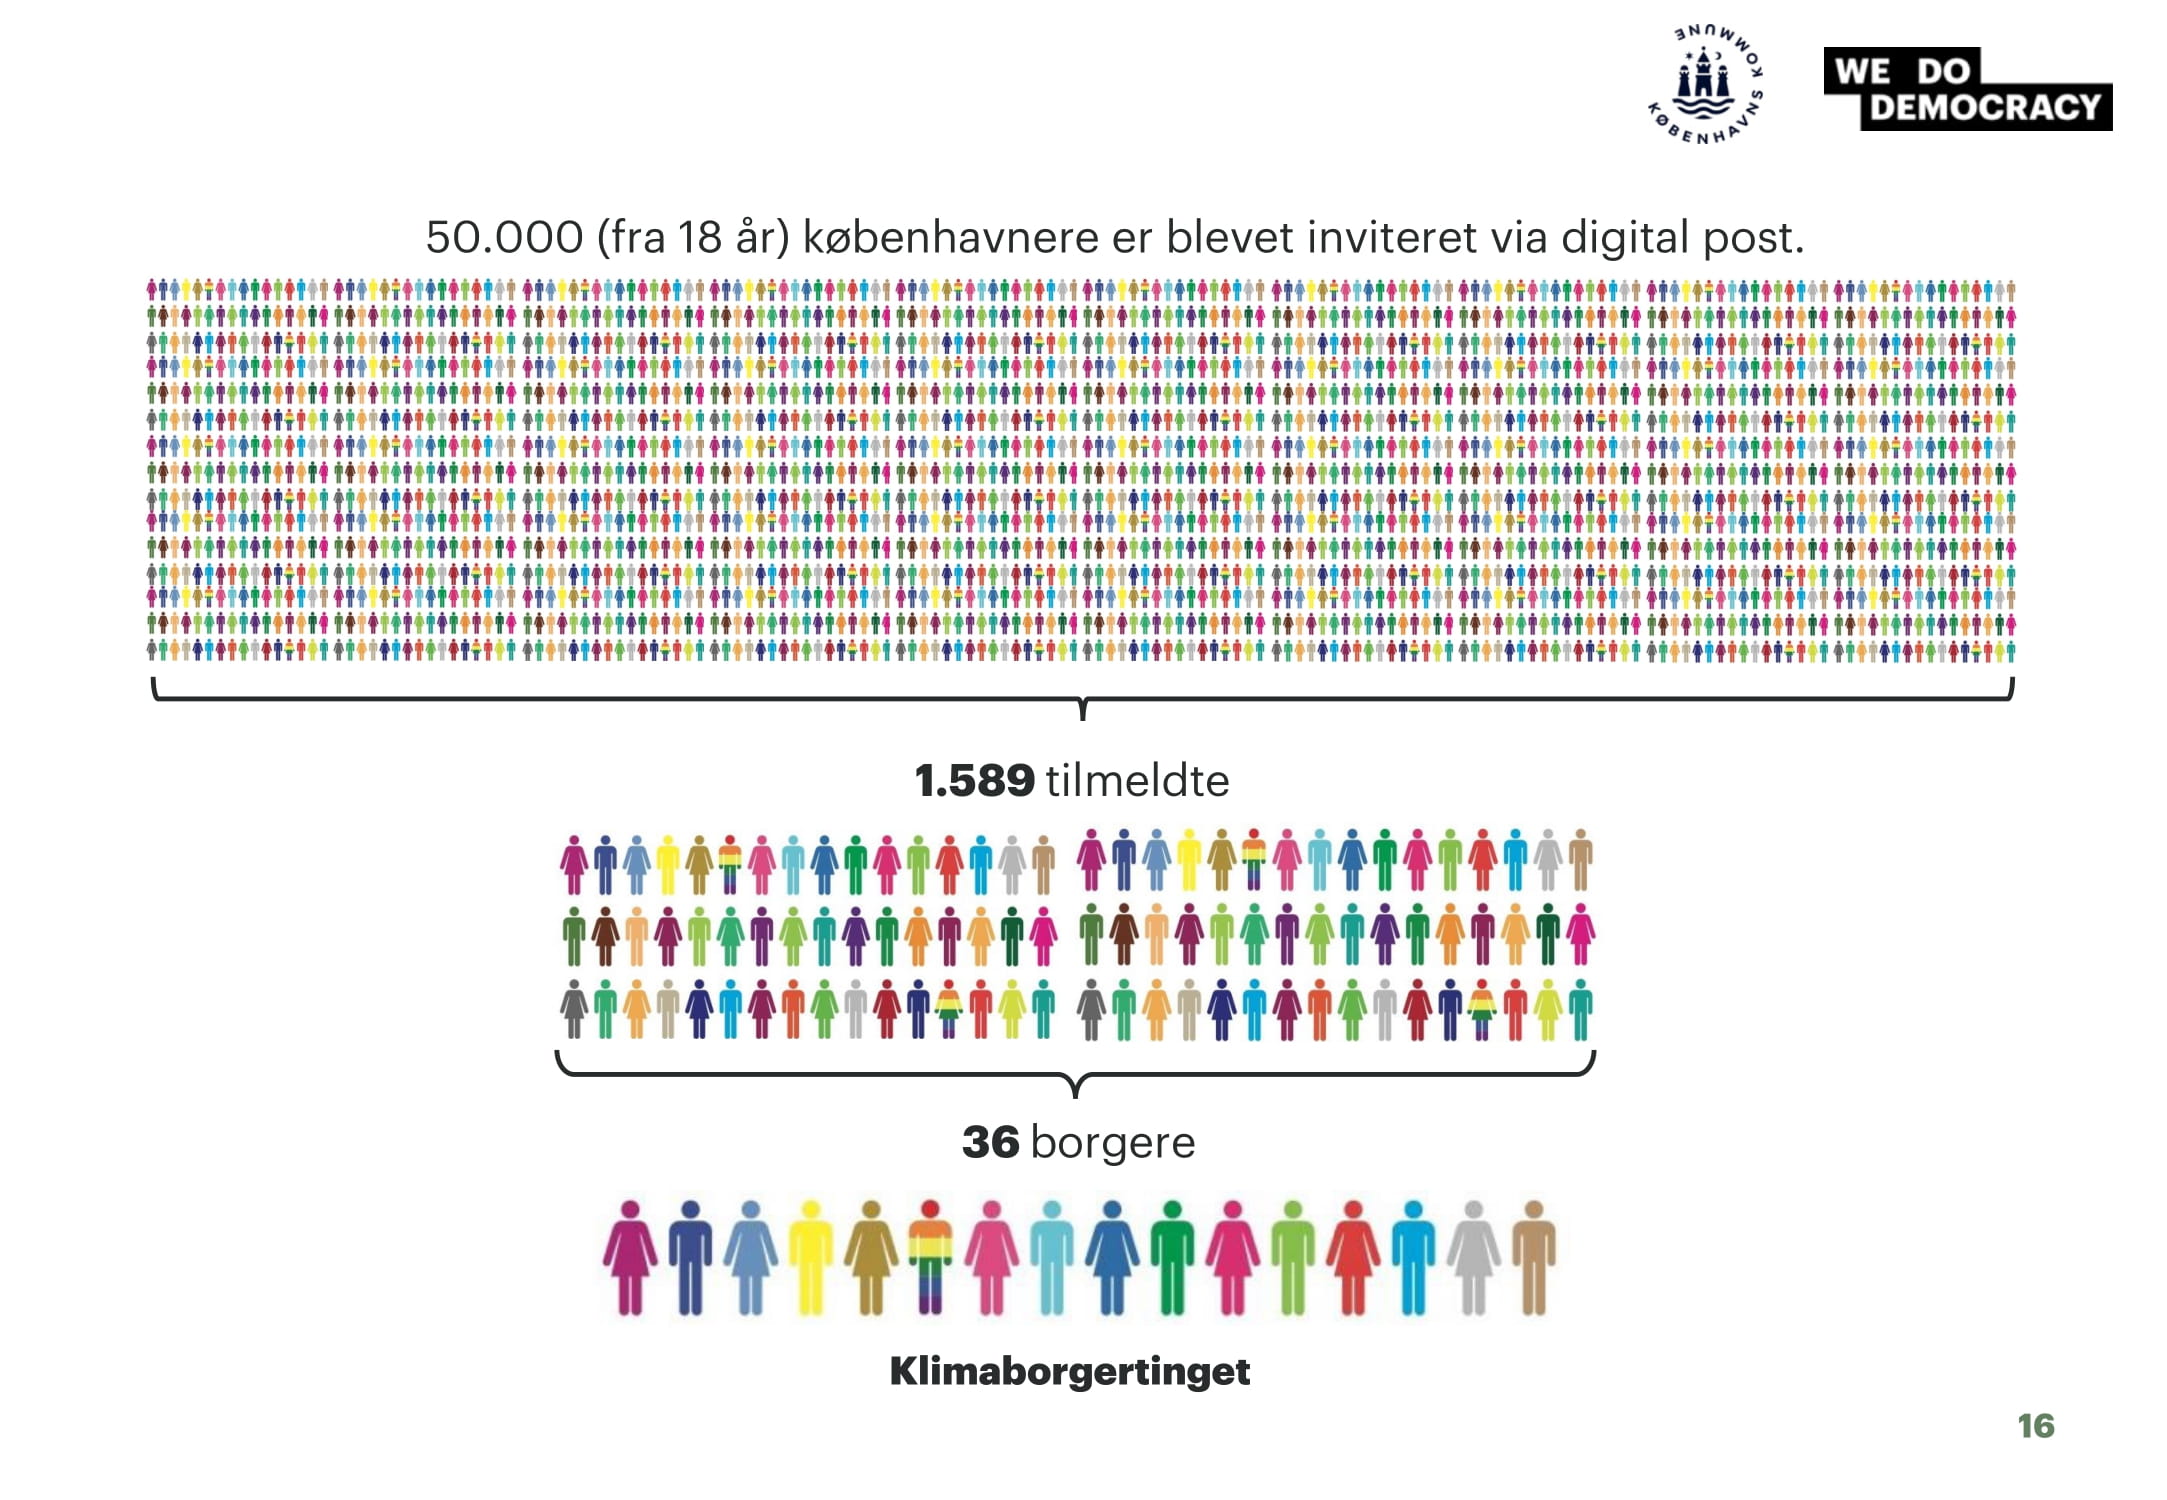 KØBENHAVNS KOMMUNE
WE DO
DEMOCRACY
50.000 (fra 18 år) københavnere er blevet inviteret via digital post.
1.589 tilmeldte
36 borgere
Klimaborgertinget
16